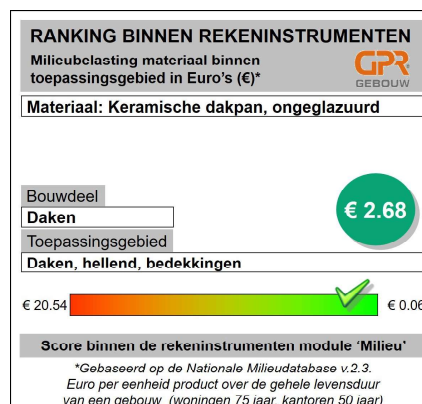 RANKING BINNEN REKENINSTRUMENTEN
Milieubelasting materiaal binnen
toepassingsgebied in Euro's (€)*
GPR
GEBOUW
Materiaal: Keramische dakpan, ongeglazuurd
Bouwdeel
Daken
€ 2.68
Toepassingsgebied
Daken, hellend, bedekkingen
€ 20.54
€ 0.06
Score binnen de rekeninstrumenten module 'Milieu'
*Gebaseerd op de Nationale Milieudatabase v.2.3.
Euro per eenheid product over de gehele levensduur
van een gebouw (woningen 75 jaar, kantoren 50 jaar)